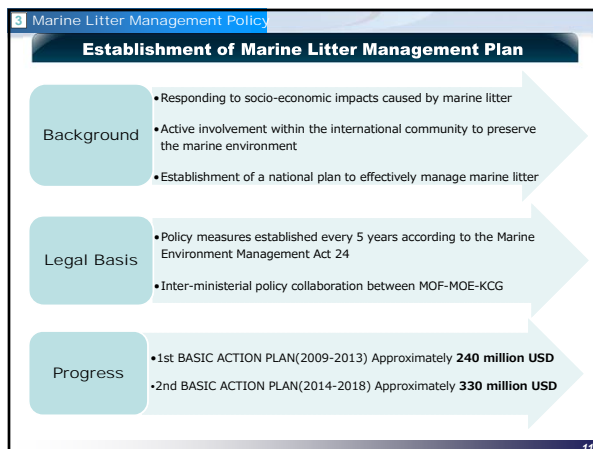 3 Marine Litter Management Policy
Establishment of Marine Litter Management Plan
Background
•Responding to socio-economic impacts caused by marine litter
•Active involvement within the international community to preserve
the marine environment
•Establishment of a national plan to effectively manage marine litter
Legal Basis
•Policy measures established every 5 years according to the Marine
Environment Management Act 24
•Inter-ministerial policy collaboration between MOF-MOE-KCG
Progress
•1st BASIC ACTION PLAN(2009-2013) Approximately 240 million USD
•2nd BASIC ACTION PLAN(2014-2018) Approximately 330 million USD
11